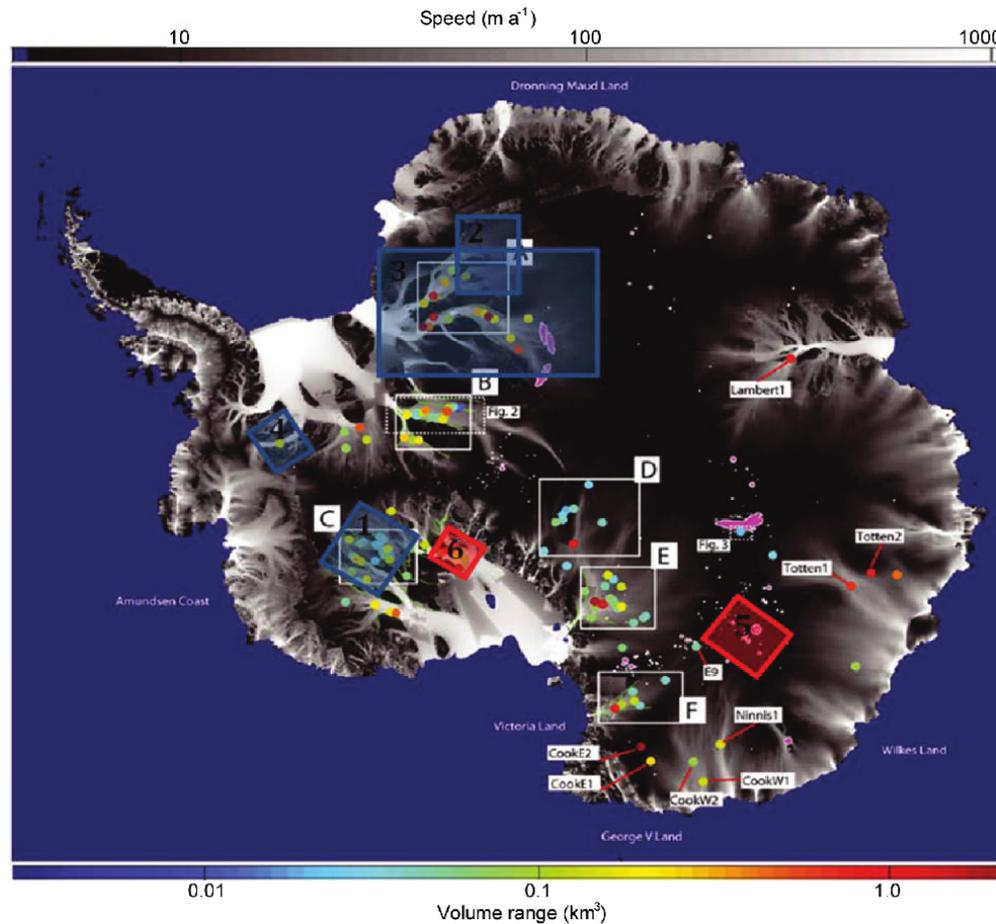 Speed (m a⁻¹)
10 100 1000
Dronning Maud Land
2
A
3
Lambert1
B
Fig. 2
4
D
C
1
Fig. 3
Totten2
6
E
Totten1
Amundsen Coast
5
E9
F
Ninnis1
Victoria Land
CookE2
Wilkes Land
CookE1
CookW1
CookW2
George V Land
0.01 0.1 1.0
Volume range (km³)